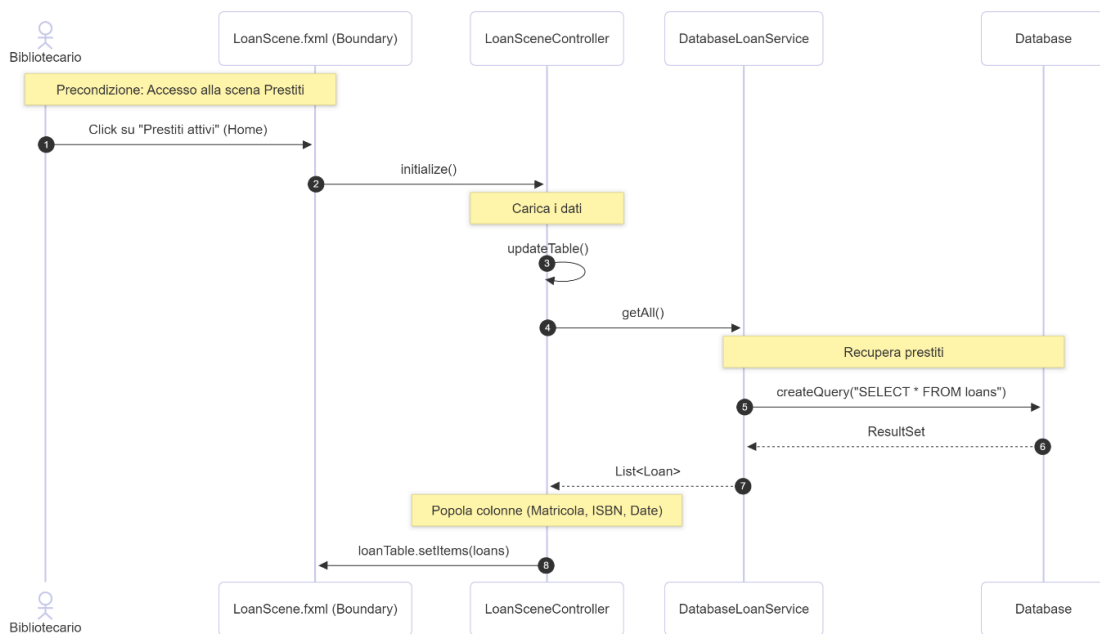 Bibliotecario
LoanScene.fxml (Boundary)
LoanSceneController
DatabaseLoanService
Database
Precondizione: Accesso alla scena Prestiti
1
Click su "Prestiti attivi" (Home)
2
initialize()
Carica i dati
updateTable()
3
4
getAll()
Recupera prestiti
5
createQuery("SELECT * FROM loans")
ResultSet
6
List<Loan>
7
Popola colonne (Matricola, ISBN, Date)
loanTable.setItems(loans)
8
Bibliotecario
LoanScene.fxml (Boundary)
LoanSceneController
DatabaseLoanService
Database